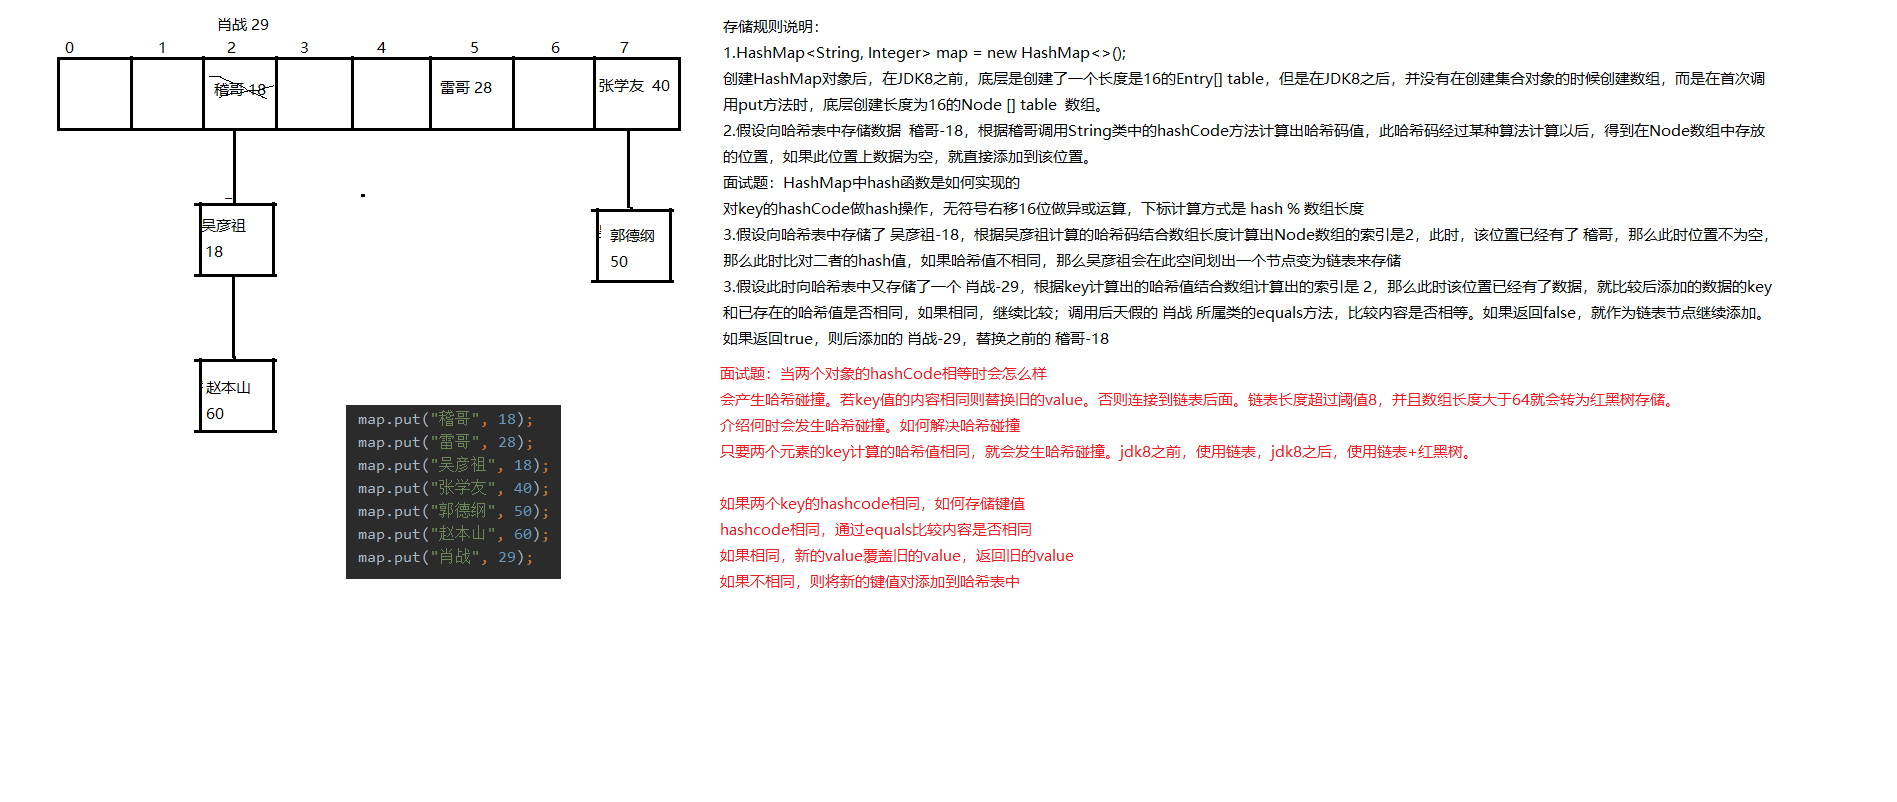 肖战 29
0 1 2 3 4 5 6 7
稽哥 18
雷哥 28
张学友 40
吴彦祖
18
郭德纲
50
赵本山
60
map.put("稽哥", 18);
map.put("雷哥", 28);
map.put("吴彦祖", 18);
map.put("张学友", 40);
map.put("郭德纲", 50);
map.put("赵本山", 60);
map.put("肖战", 29);
存储规则说明：
1.HashMap<String, Integer> map = new HashMap<>();
创建HashMap对象后，在JDK8之前，底层是创建了一个长度是16的Entry[] table，但是在JDK8之后，并没有在创建集合对象的时候创建数组，而是在首次调
用put方法时，底层创建长度为16的Node [] table 数组。
2.假设向哈希表中存储数据 稽哥-18，根据稽哥调用String类中的hashCode方法计算出哈希码值，此哈希码经过某种算法计算以后，得到在Node数组中存放
的位置，如果此位置上数据为空，就直接添加到该位置。
面试题：HashMap中hash函数是如何实现的
对key的hashCode做hash操作，无符号右移16位做异或运算，下标计算方式是 hash % 数组长度
3.假设向哈希表中存储了 吴彦祖-18，根据吴彦祖计算的哈希码结合数组长度计算出Node数组的索引是2，此时，该位置已经有了 稽哥，那么此时位置不为空，
那么此时比对二者的hash值，如果哈希值不相同，那么吴彦祖会在此空间划出一个节点变为链表来存储
3.假设此时向哈希表中又存储了一个 肖战-29，根据key计算出的哈希值结合数组计算出的索引是 2，那么此时该位置已经有了数据，就比较后添加的数据的key
和已存在的哈希值是否相同，如果相同，继续比较；调用后天假的 肖战 所属类的equals方法，比较内容是否相等。如果返回false，就作为链表节点继续添加。
如果返回true，则后添加的 肖战-29，替换之前的 稽哥-18
面试题：当两个对象的hashCode相等时会怎么样
会产生哈希碰撞。若key值的内容相同则替换旧的value。否则连接到链表后面。链表长度超过阈值8，并且数组长度大于64就会转为红黑树存储。
介绍何时会发生哈希碰撞。如何解决哈希碰撞
只要两个元素的key计算的哈希值相同，就会发生哈希碰撞。jdk8之前，使用链表，jdk8之后，使用链表+红黑树。
如果两个key的hashcode相同，如何存储键值
hashcode相同，通过equals比较内容是否相同
如果相同，新的value覆盖旧的value，返回旧的value
如果不相同，则将新的键值对添加到哈希表中